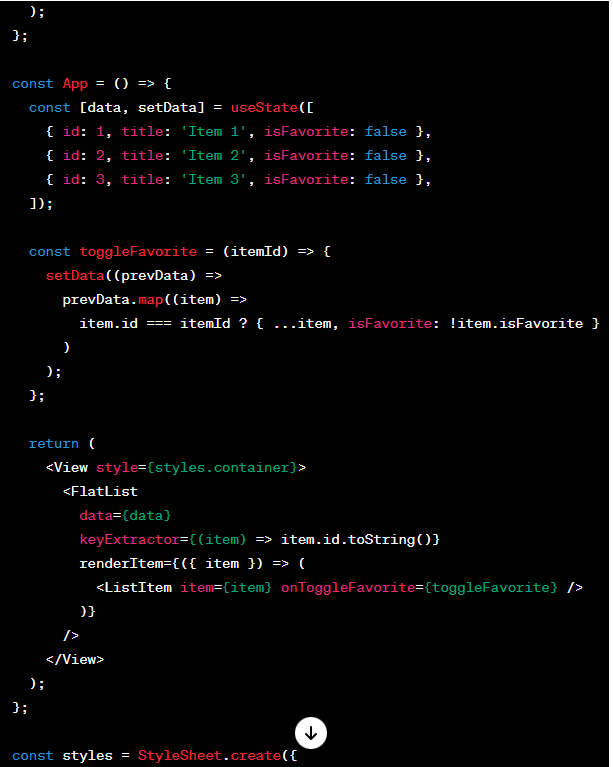 );
};

const App = () => {
  const [data, setData] = useState([
    { id: 1, title: 'Item 1', isFavorite: false },
    { id: 2, title: 'Item 2', isFavorite: false },
    { id: 3, title: 'Item 3', isFavorite: false },
  ]);

  const toggleFavorite = (itemId) => {
    setData((prevData) =>
      prevData.map((item) =>
        item.id === itemId ? { ...item, isFavorite: !item.isFavorite }
      )
    );
  };

  return (
    <View style={styles.container}>
      <FlatList
        data={data}
        keyExtractor={(item) => item.id.toString()}
        renderItem={({ item }) => (
          <ListItem item={item} onToggleFavorite={toggleFavorite} />
        )}
      />
    </View>
  );
};

const styles = StyleSheet.create({